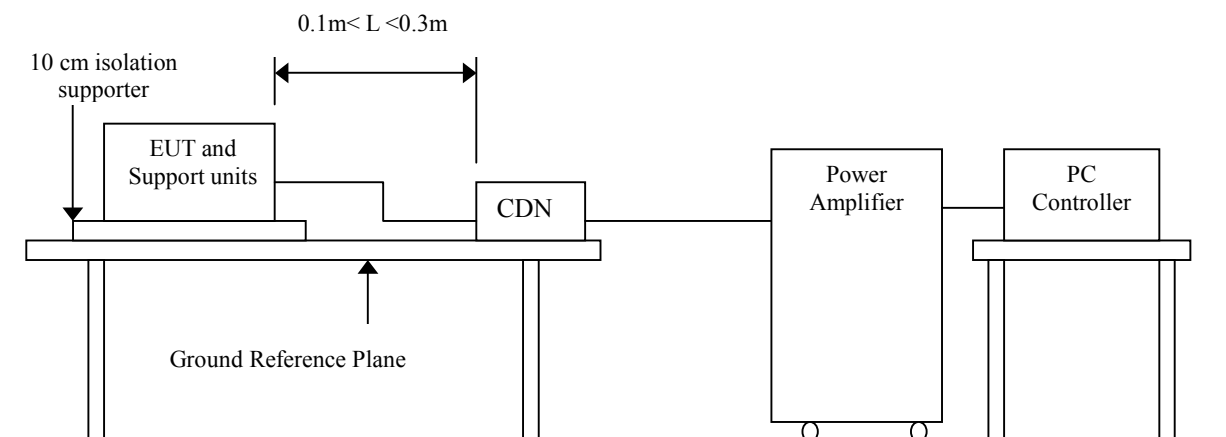 0.1m< L <0.3m
10 cm isolation
supporter
EUT and
Support units
CDN
Power
Amplifier
PC
Controller
Ground Reference Plane